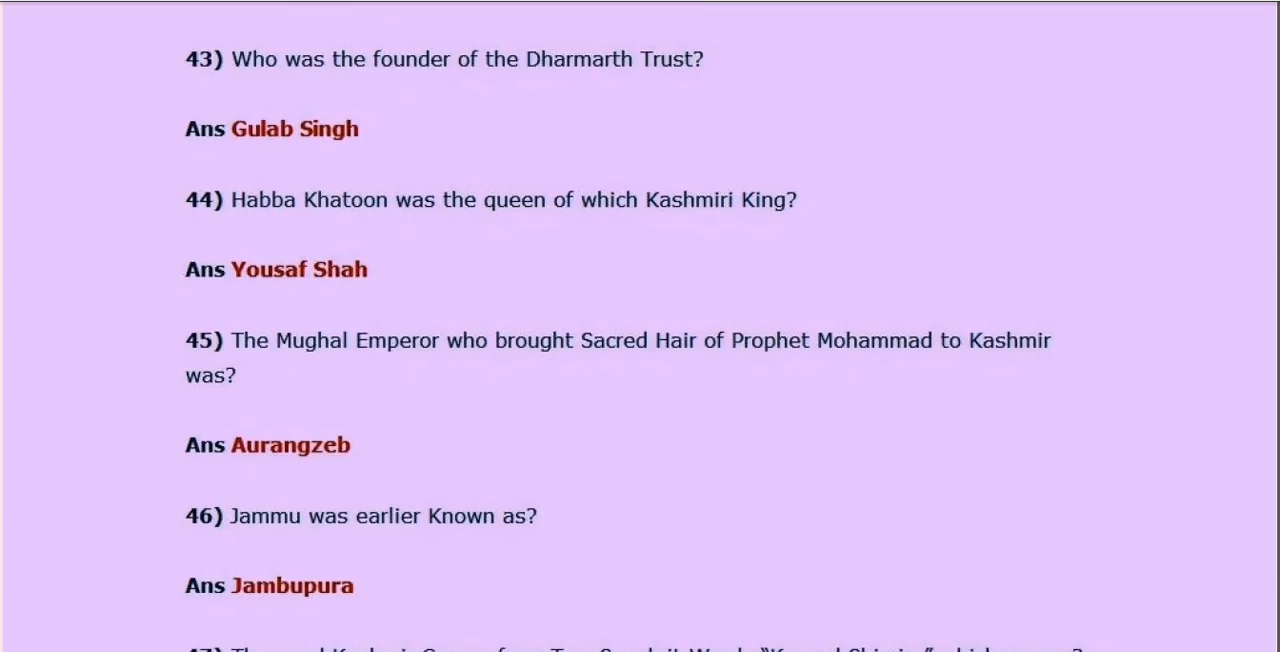 43) Who was the founder of the Dharmarth Trust?
Ans Gulab Singh
44) Habba Khatoon was the queen of which Kashmiri King?
Ans Yousaf Shah
45) The Mughal Emperor who brought Sacred Hair of Prophet Mohammad to Kashmir
was?
Ans Aurangzeb
46) Jammu was earlier Known as?
Ans Jambupura